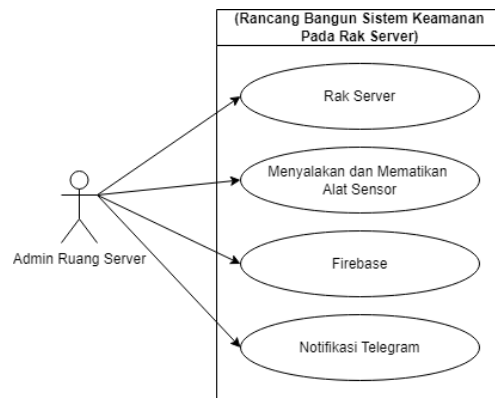 (Rancang Bangun Sistem Keamanan
Pada Rak Server)
Rak Server
Menyalakan dan Mematikan
Alat Sensor
Admin Ruang Server
Firebase
Notifikasi Telegram